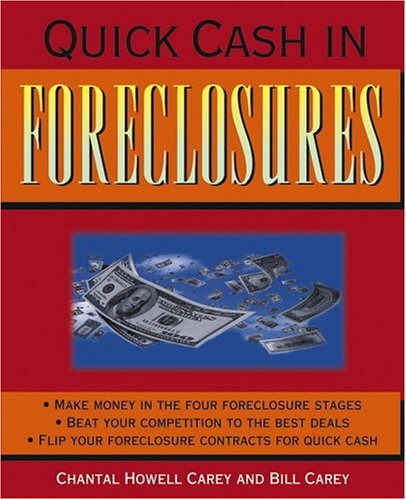 QUICK CASH IN
FORECLOSURES
• MAKE MONEY IN THE FOUR FORECLOSURE STAGES
• BEAT YOUR COMPETITION TO THE BEST DEALS
• FLIP YOUR FORECLOSURE CONTRACTS FOR QUICK CASH
CHANTAL HOWELL CAREY AND BILL CAREY